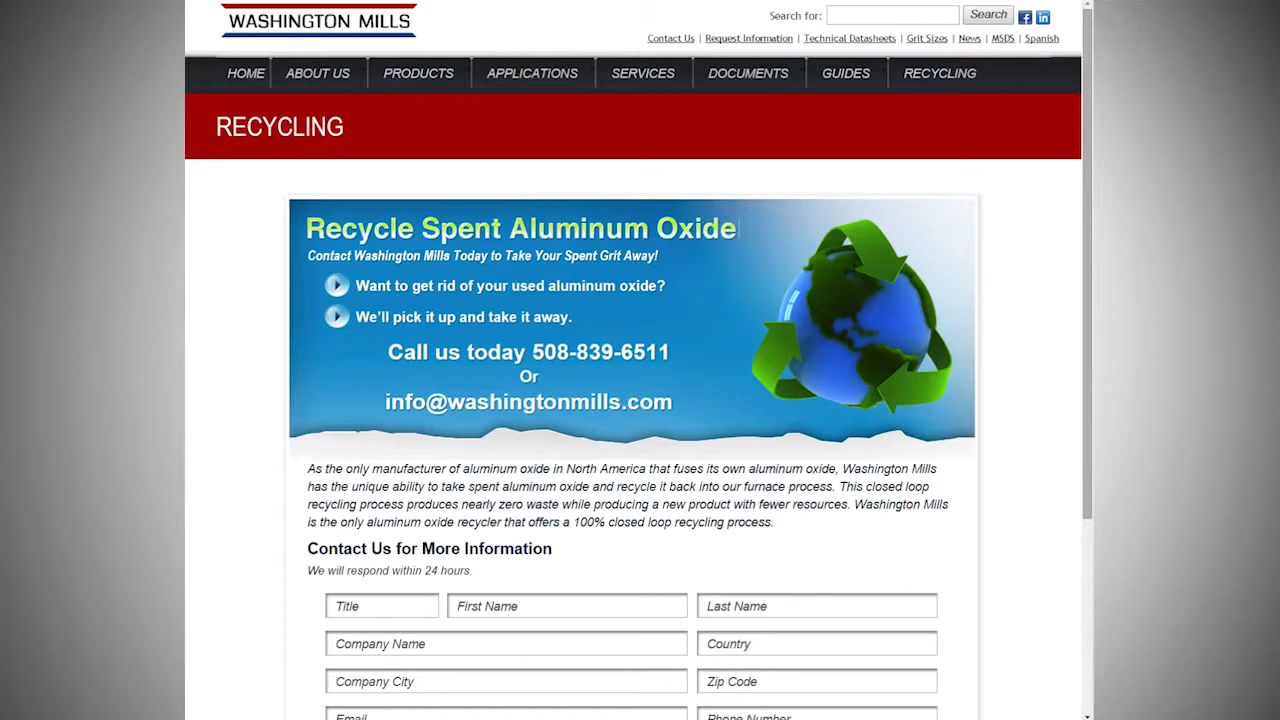 WASHINGTON MILLS
Search for:
Search
Contact Us | Request Information | Technical Datasheets | Grit Sizes | News | MSDS | Spanish
HOME
ABOUT US
PRODUCTS
APPLICATIONS
SERVICES
DOCUMENTS
GUIDES
RECYCLING
RECYCLING
Recycle Spent Aluminum Oxide
Contact Washington Mills Today to Take Your Spent Grit Away!
Want to get rid of your used aluminum oxide?
We'll pick it up and take it away.
Call us today 508-839-6511
Or
info@washingtonmills.com
As the only manufacturer of aluminum oxide in North America that fuses its own aluminum oxide, Washington Mills
has the unique ability to take spent aluminum oxide and recycle it back into our furnace process. This closed loop
recycling process produces nearly zero waste while producing a new product with fewer resources. Washington Mills
is the only aluminum oxide recycler that offers a 100% closed loop recycling process.
Contact Us for More Information
We will respond within 24 hours.
Title
First Name
Last Name
Company Name
Country
Company City
Zip Code
Email
Phone Number